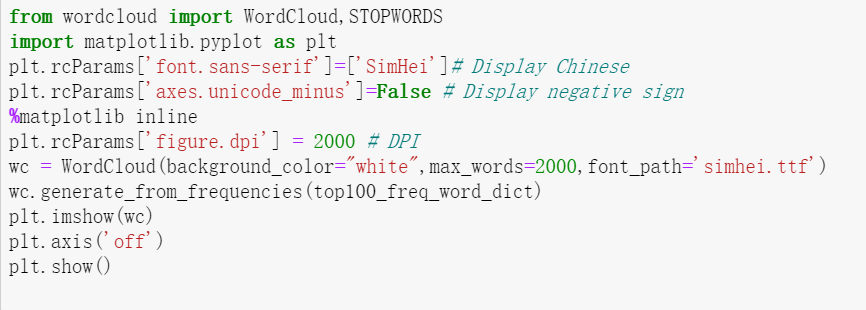 from wordcloud import WordCloud,STOPWORDS
import matplotlib.pyplot as plt
plt.rcParams['font.sans-serif']=['SimHei']# Display Chinese
plt.rcParams['axes.unicode_minus']=False # Display negative sign
%matplotlib inline
plt.rcParams['figure.dpi'] = 2000 # DPI
wc = WordCloud(background_color="white",max_words=2000,font_path='simhei.ttf')
wc.generate_from_frequencies(top100_freq_word_dict)
plt.imshow(wc)
plt.axis('off')
plt.show()